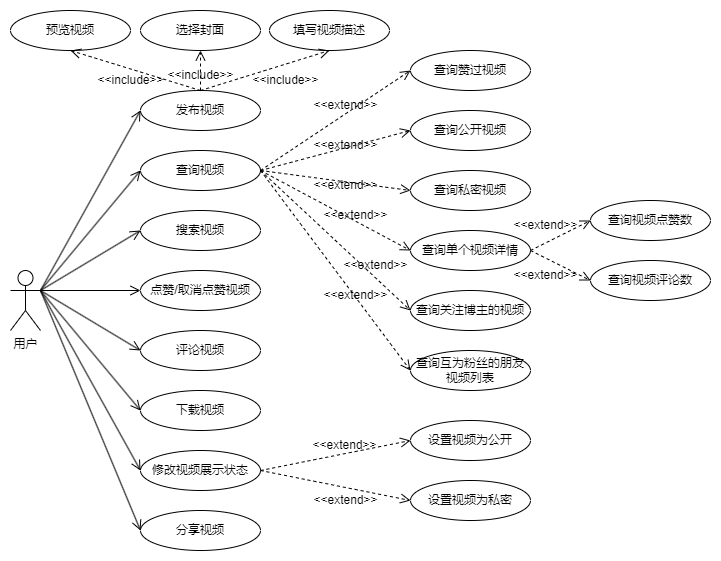 预览视频
选择封面
填写视频描述
<<include>>
<<include>>
<<include>>
发布视频
查询视频
搜索视频
点赞/取消点赞视频
评论视频
下载视频
修改视频展示状态
分享视频
用户
<<extend>>
<<extend>>
<<extend>>
<<extend>>
<<extend>>
<<extend>>
查询赞过视频
查询公开视频
查询私密视频
查询单个视频详情
查询关注博主的视频
查询互为粉丝的朋友
视频列表
<<extend>>
<<extend>>
查询视频点赞数
查询视频评论数
<<extend>>
<<extend>>
设置视频为公开
设置视频为私密